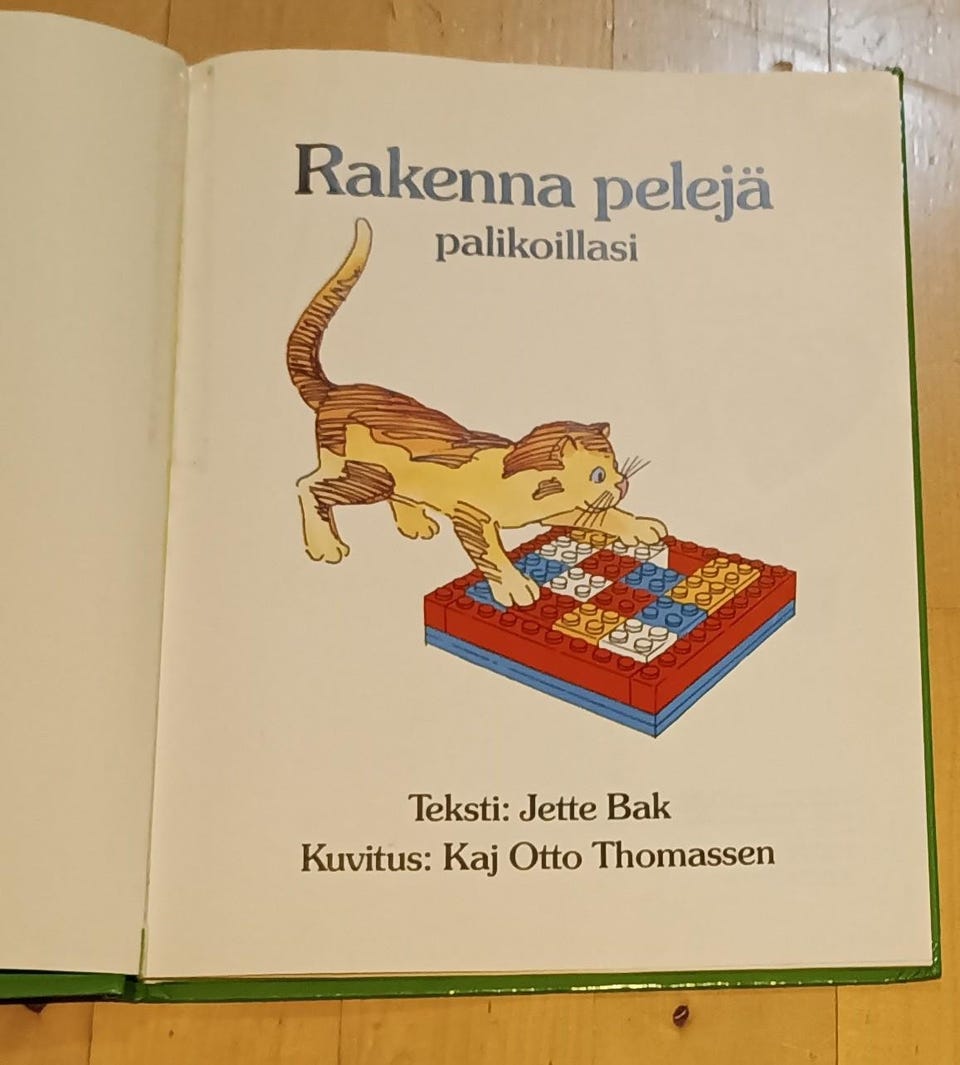 Rakenna pelejä
palikoillasi
Teksti: Jette Bak
Kuvitus: Kaj Otto Thomassen